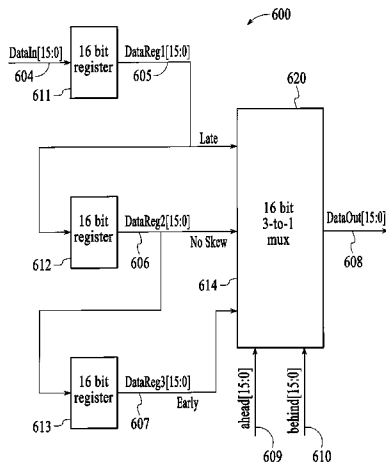 600
DataIn[15:0]
604
16 bit
register
611
DataReg1[15:0]
605
620
Late
16 bit
register
612
DataReg2[15:0]
606
No Skew
614
16 bit
3-to-1
mux
DataOut[15:0]
608
16 bit
register
613
DataReg3[15:0]
607
Early
ahead[15:0]
609
behind[15:0]
610